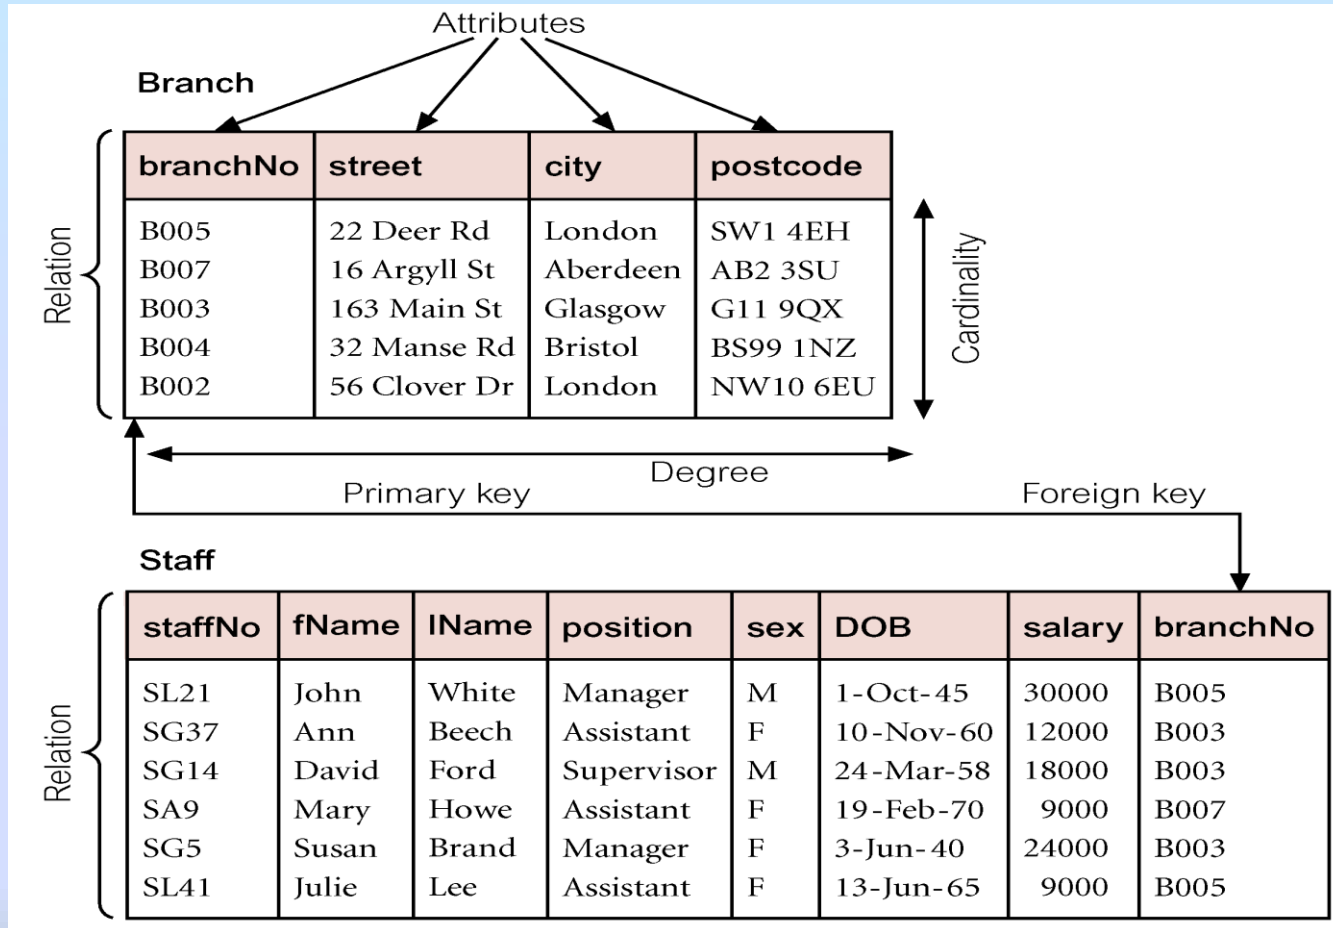 Attributes
Branch
branchNo street city postcode
B005 22 Deer Rd London SW1 4EH
B007 16 Argyll St Aberdeen AB2 3SU
B003 163 Main St Glasgow G11 9QX
B004 32 Manse Rd Bristol BS99 1NZ
B002 56 Clover Dr London NW10 6EU
Relation
Cardinality
Degree
Primary key Foreign key
Staff
staffNo fName lName position sex DOB salary branchNo
SL21 John White Manager M 1-Oct-45 30000 B005
SG37 Ann Beech Assistant F 10-Nov-60 12000 B003
SG14 David Ford Supervisor M 24-Mar-58 18000 B003
SA9 Mary Howe Assistant F 19-Feb-70 9000 B007
SG5 Susan Brand Manager F 3-Jun-40 24000 B003
SL41 Julie Lee Assistant F 13-Jun-65 9000 B005
Relation